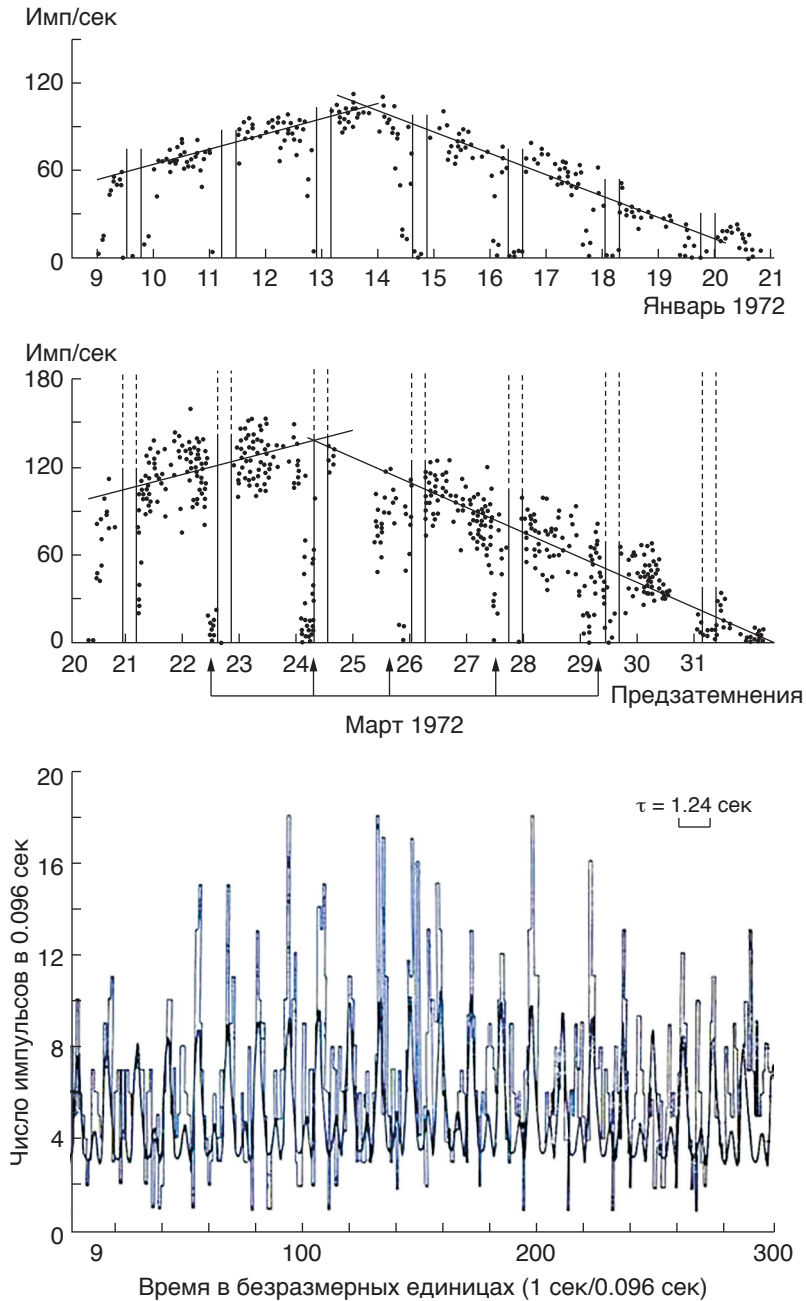 Имп/сек
120
60
0
9 10 11 12 13 14 15 16 17 18 19 20 21
Январь 1972
Имп/сек
180
120
60
0
20 21 22 23 24 25 26 27 28 29 30 31
Предзатемнения
Март 1972
20
τ = 1.24 сек
16
12
8
4
0
Число импульсов в 0.096 сек
9 100 200 300
Время в безразмерных единицах (1 сек/0.096 сек)